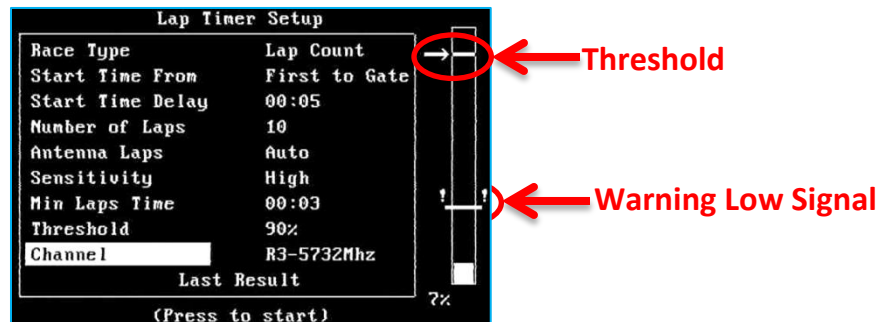 Lap Timer Setup
Race Type Lap Count
Start Time From First to Gate
Start Time Delay 00:05
Number of Laps 10
Antenna Laps Auto
Sensitivity High
Min Laps Time 00:03
Threshold 90%
Channel R3-5732Mhz
Last Result
(Press to start)
→
Threshold
! !
Warning Low Signal
7%